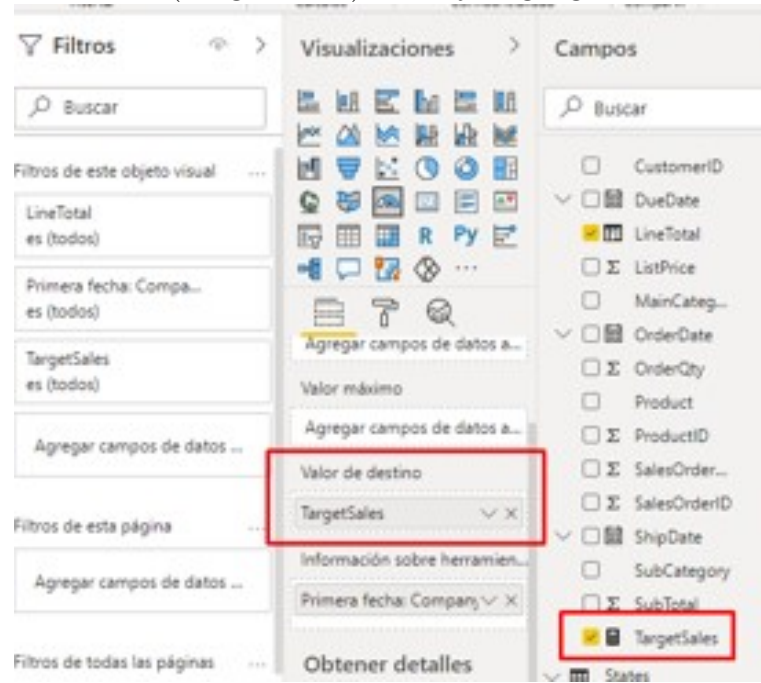 Filtros
Buscar
Filtros de este objeto visual ...
LineTotal
es (todos)
Primera fecha: Compa...
es (todos)
TargetSales
es (todos)
Agregar campos de datos ...
Filtros de esta página ...
Agregar campos de datos ...
Filtros de todas las páginas ...
Visualizaciones
R Py
...
Agregar campos de datos a...
Valor máximo
Agregar campos de datos a...
Valor de destino
TargetSales
Información sobre herramien...
Primera fecha: Company
Obtener detalles
Campos
Buscar
CustomerID
DueDate
LineTotal
Σ ListPrice
MainCateg...
OrderDate
Σ OrderQty
Product
Σ ProductID
Σ SalesOrder...
Σ SalesOrderID
ShipDate
SubCategory
Σ SubTotal
TargetSales
States